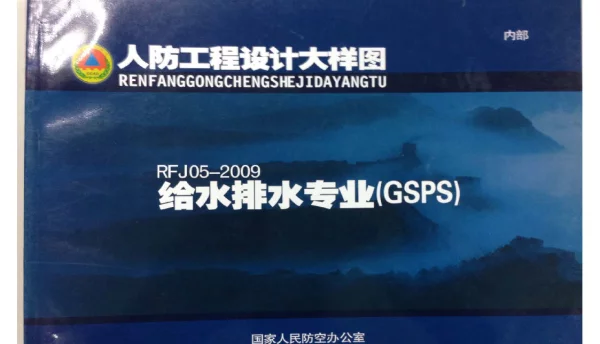 内部
人防工程设计大样图
RENFANGGONGCHENGSHEJIDAYANGTU
RFJ05-2009
给水排水专业(GSPS)
国家人民防空办公室